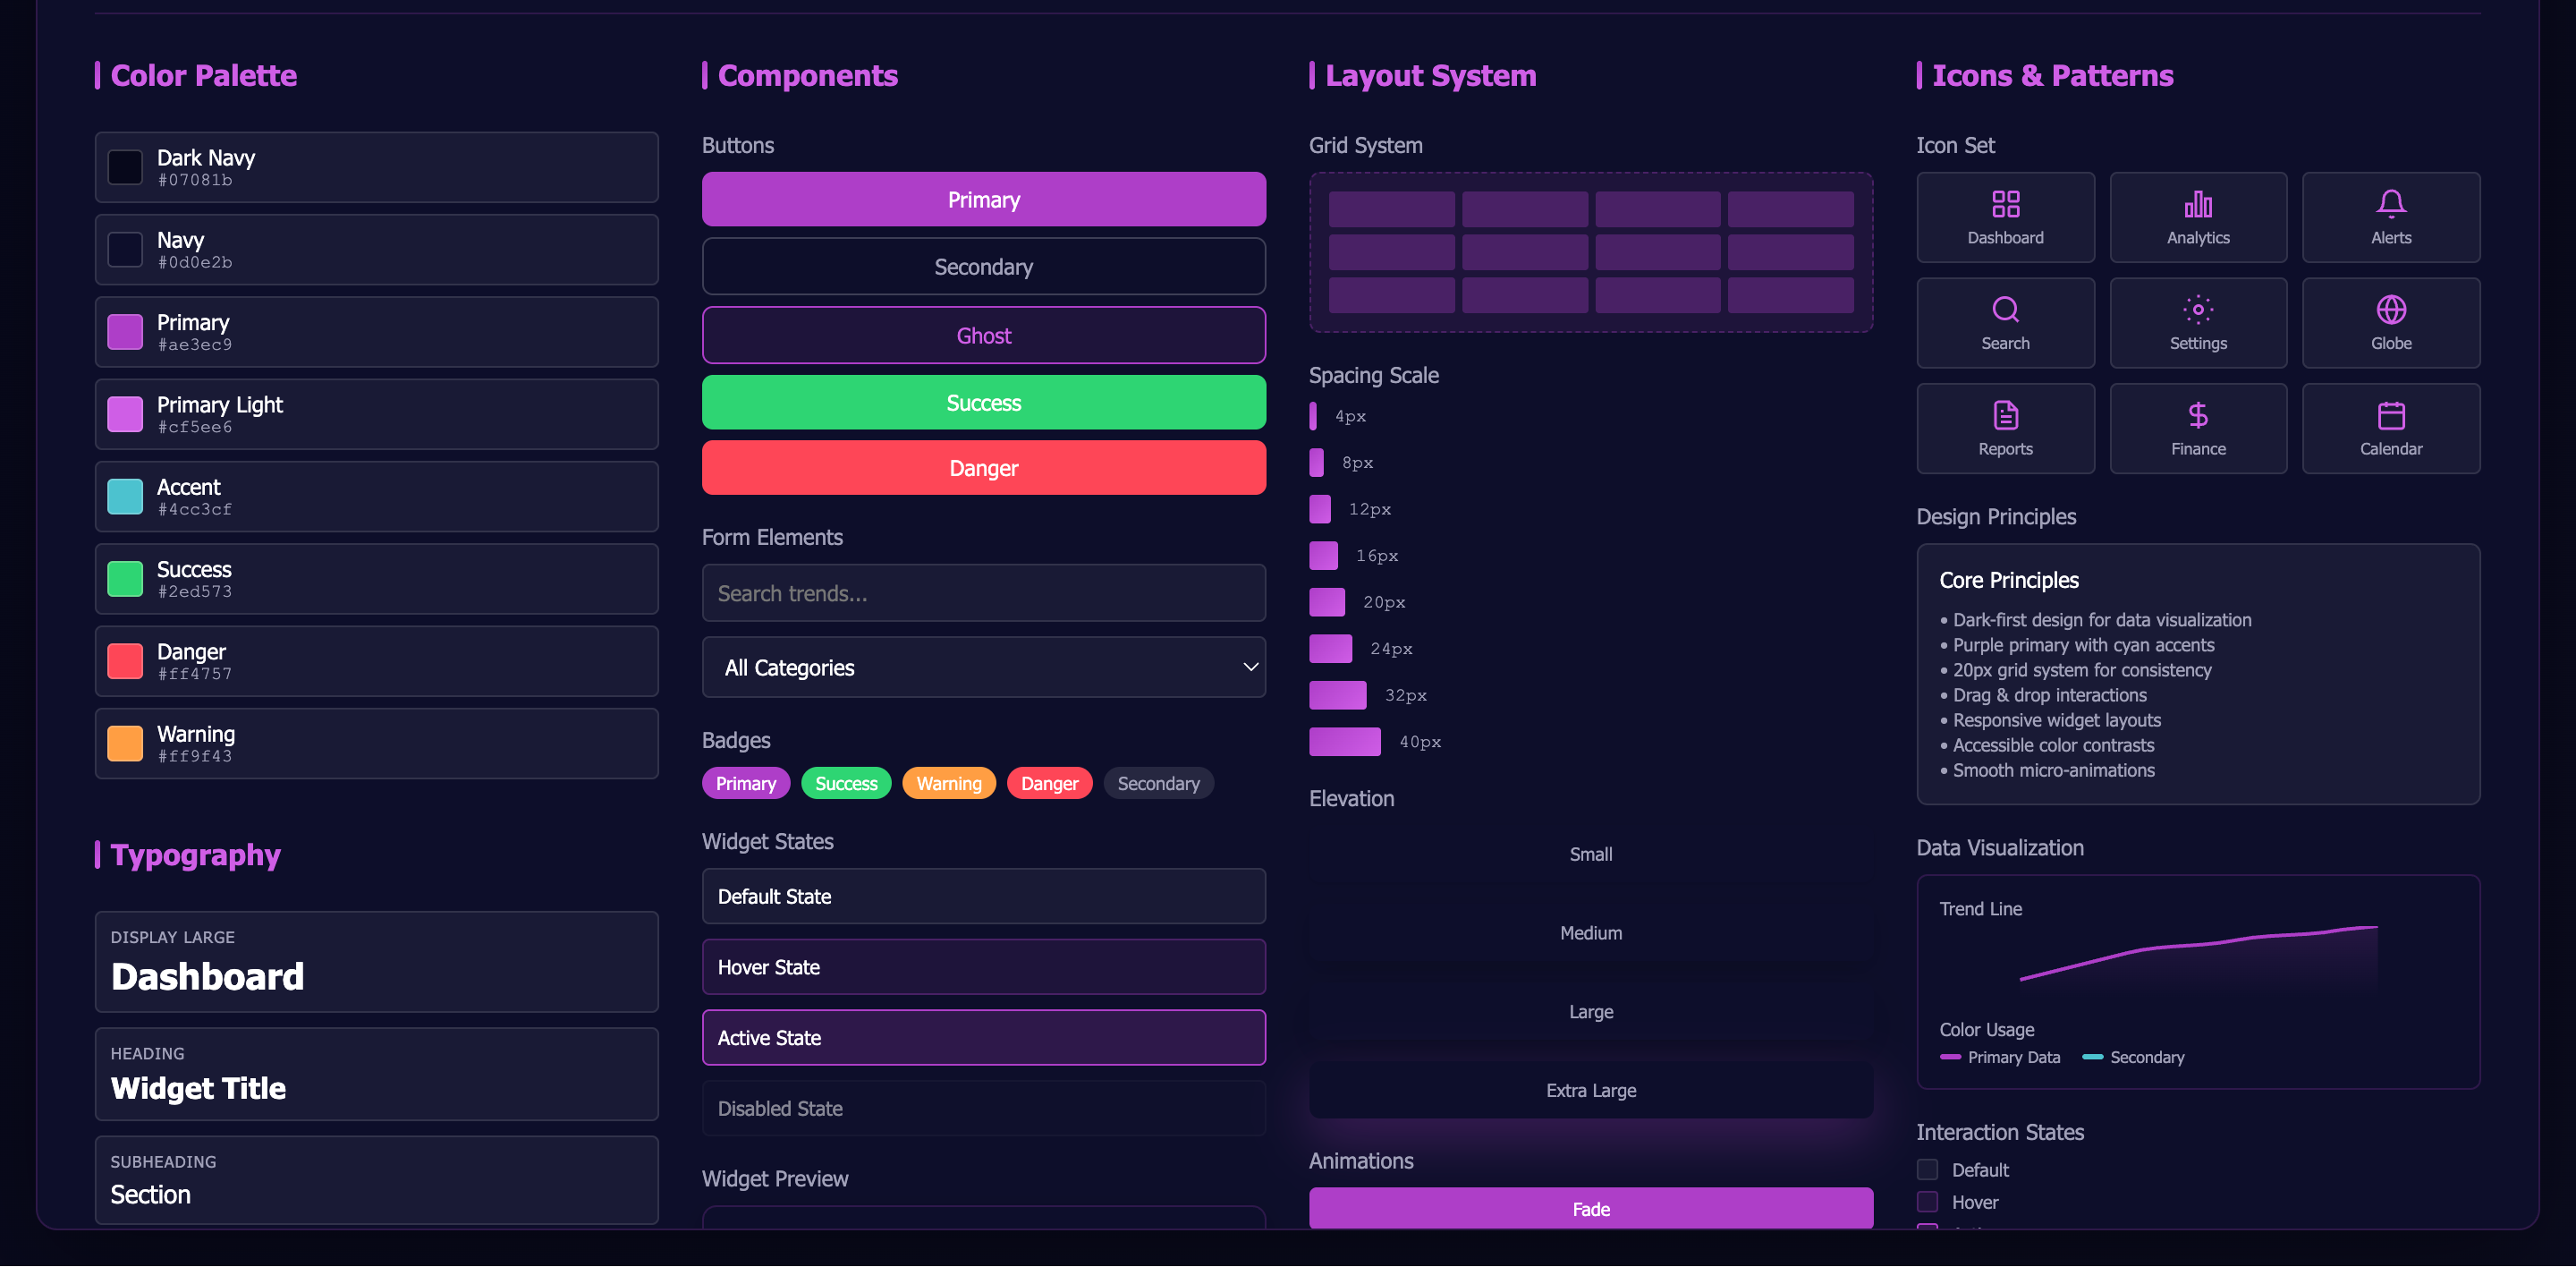 Color Palette
Dark Navy
#07081b
Navy
#0d0e2b
Primary
#ae3ec9
Primary Light
#cf5ee6
Accent
#4cc3cf
Success
#2ed573
Danger
#ff4757
Warning
#ff9f43
Typography
DISPLAY LARGE
Dashboard
HEADING
Widget Title
SUBHEADING
Section
Components
Buttons
Primary
Secondary
Ghost
Success
Danger
Form Elements
Search trends...
All Categories
Badges
Primary Success Warning Danger Secondary
Widget States
Default State
Hover State
Active State
Disabled State
Widget Preview
Layout System
Grid System
Spacing Scale
4px
8px
12px
16px
20px
24px
32px
40px
Elevation
Small
Medium
Large
Extra Large
Animations
Fade
Icons & Patterns
Icon Set
Dashboard Analytics Alerts
Search Settings Globe
Reports Finance Calendar
Design Principles
Core Principles
• Dark-first design for data visualization
• Purple primary with cyan accents
• 20px grid system for consistency
• Drag & drop interactions
• Responsive widget layouts
• Accessible color contrasts
• Smooth micro-animations
Data Visualization
Trend Line
Color Usage
Primary Data Secondary
Interaction States
Default
Hover